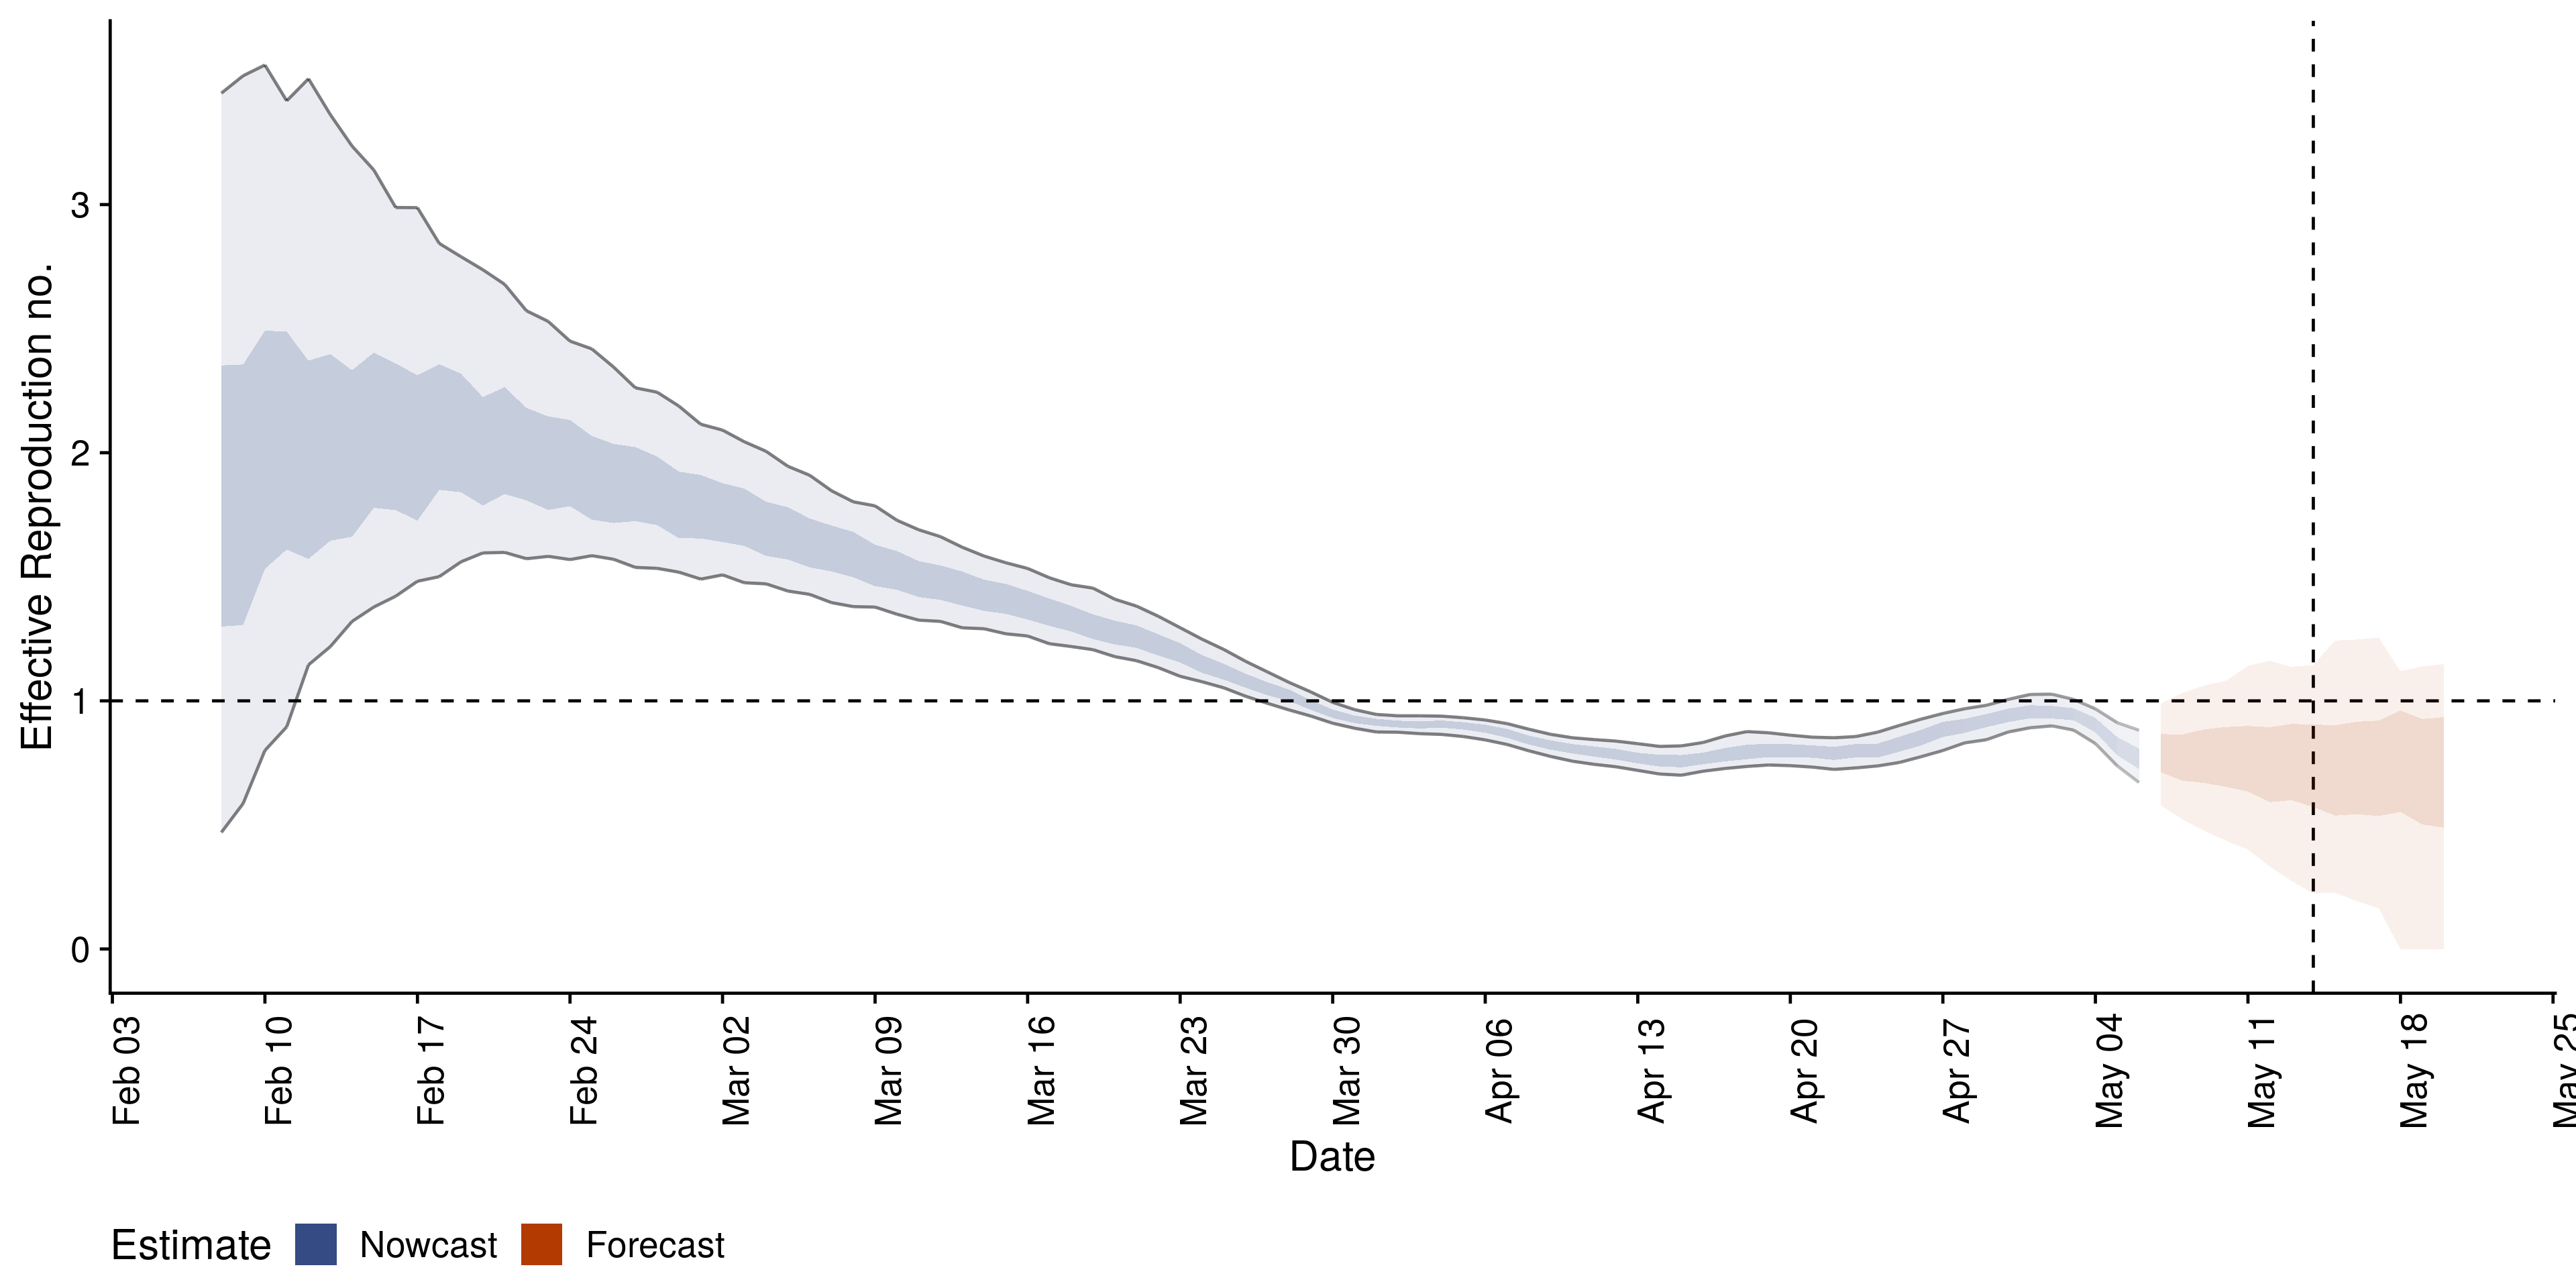 Effective Reproduction no.
3
2
1
0
Feb 03
Feb 10
Feb 17
Feb 24
Mar 02
Mar 09
Mar 16
Mar 23
Mar 30
Apr 06
Apr 13
Apr 20
Apr 27
May 04
May 11
May 18
May 25
Date
Estimate Nowcast Forecast